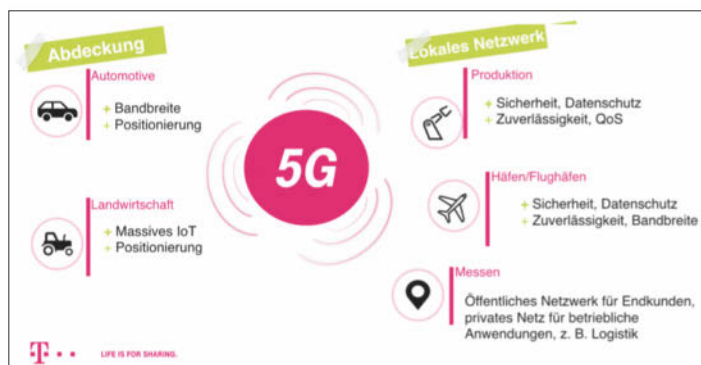 Abdeckung
Automotive
+ Bandbreite
+ Positionierung
Landwirtschaft
+ Massives IoT
+ Positionierung
5G
Lokales Netzwerk
Produktion
+ Sicherheit, Datenschutz
+ Zuverlässigkeit, QoS
Häfen/Flughäfen
+ Sicherheit, Datenschutz
+ Zuverlässigkeit, Bandbreite
Messen
Öffentliches Netzwerk für Endkunden,
privates Netz für betriebliche
Anwendungen, z. B. Logistik
T
LIFE IS FOR SHARING.